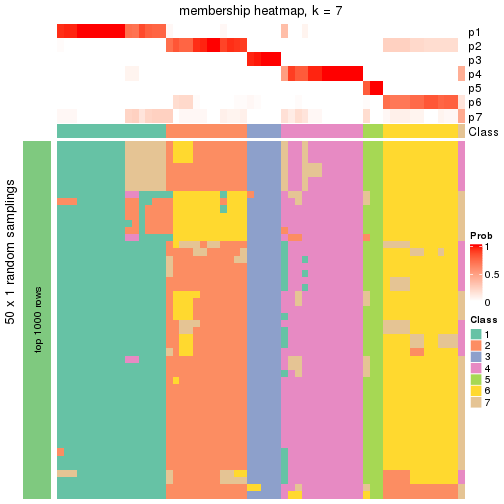 membership heatmap, k = 7
p1
p2
p3
p4
p5
p6
p7
Class
50 x 1 random samplings
top 1000 rows
Prob
1
0.5
0
Class
1
2
3
4
5
6
7